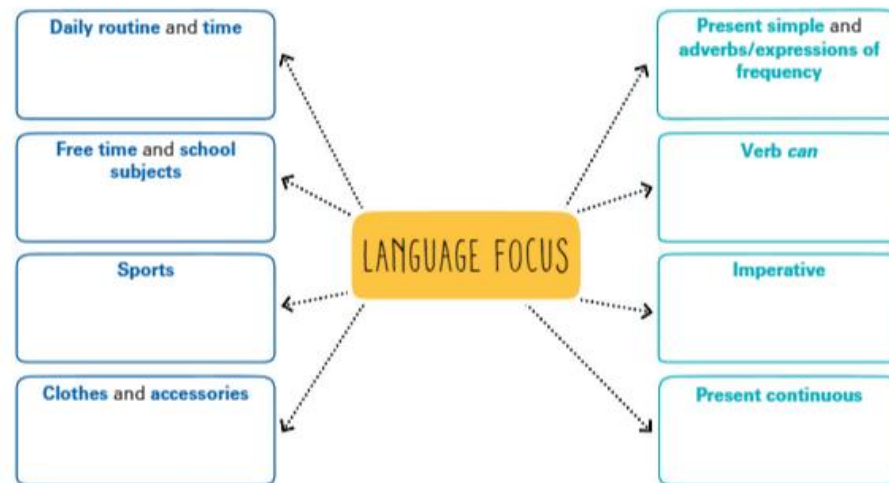 Daily routine and time
Free time and school
subjects
Sports
Clothes and accessories
LANGUAGE FOCUS
Present simple and
adverbs/expressions of
frequency
Verb can
Imperative
Present continuous